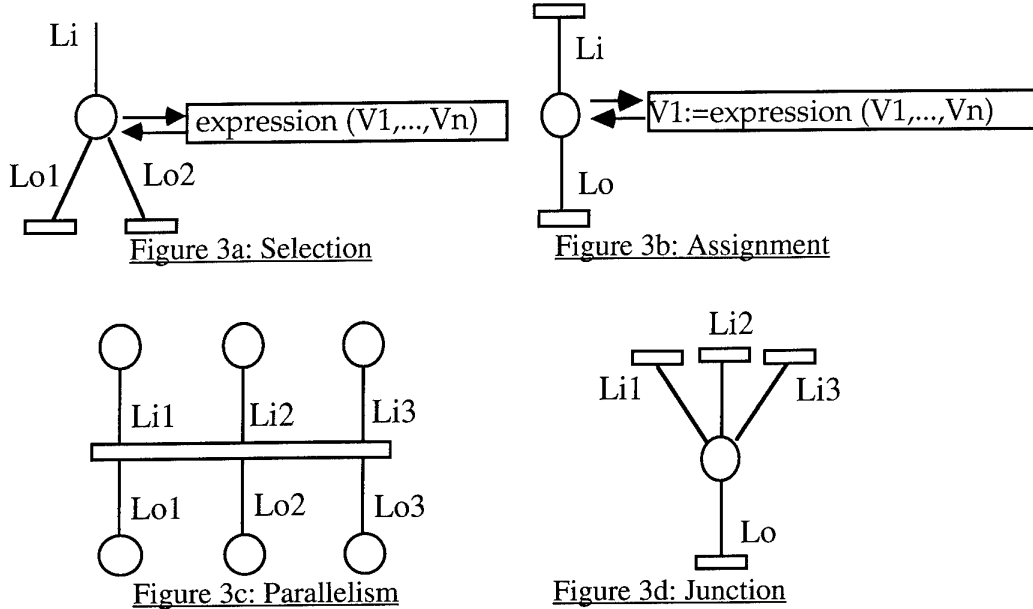 Li
expression (V1,...,Vn)
Lo1
Lo2
Figure 3a: Selection
Li
V1:=expression (V1,...,Vn)
Lo
Figure 3b: Assignment
Li1
Li2
Li3
Lo1
Lo2
Lo3
Figure 3c: Parallelism
Li2
Li1
Li3
Lo
Figure 3d: Junction